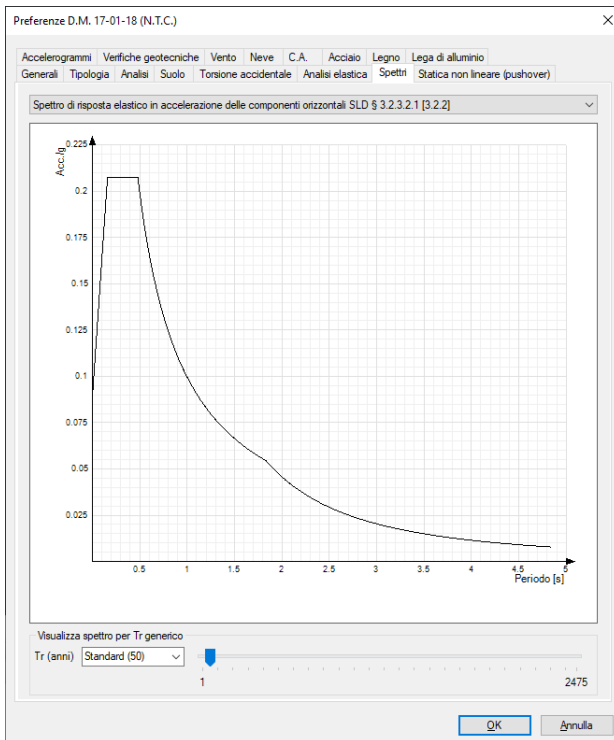 Preferenze D.M. 17-01-18 (N.T.C.)
Accelerogrammi Verifiche geotecniche Vento Neve C.A. Acciaio Legno Lega di alluminio
Generali Tipologia Analisi Suolo Torsione accidentale Analisi elastica Spettri Statica non lineare (pushover)
Spettro di risposta elastico in accelerazione delle componenti orizzontali SLD § 3.2.3.2.1 [3.2.2]
Acc./g
0.225
0.2
0.175
0.15
0.125
0.1
0.075
0.05
0.025
0.5 1 1.5 2 2.5 3 3.5 4 4.5 5
Periodo [s]
Visualizza spettro per Tr generico
Tr (anni) Standard (50)
1 2475
OK Annulla